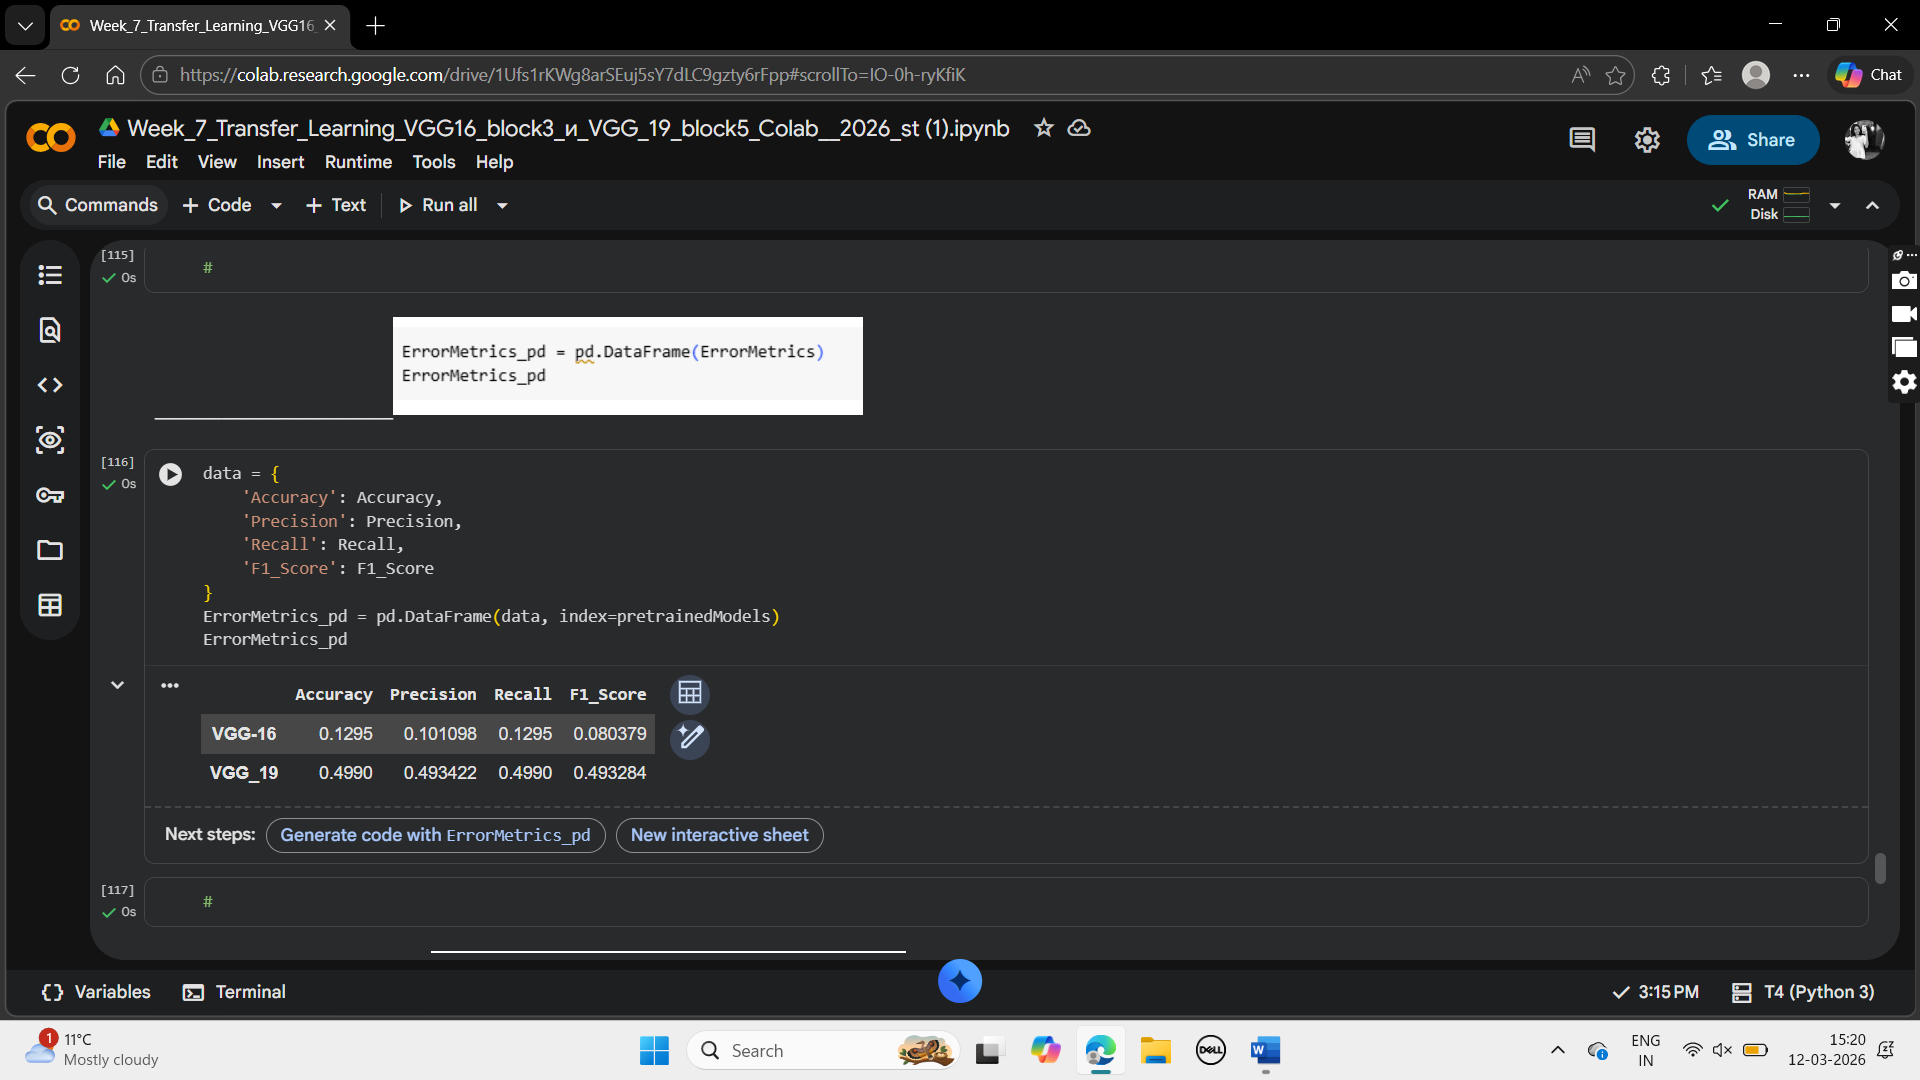 Week_7_Transfer_Learning_VGG16_
https://colab.research.google.com/drive/1Ufs1rKWg8arSEuj5sY7dLC9gzty6rFpp#scrollTo=IO-0h-ryKfiK
Chat
Week_7_Transfer_Learning_VGG16_block3_и_VGG_19_block5_Colab__2026_st (1).ipynb
File Edit View Insert Runtime Tools Help
Share
Commands + Code + Text Run all
RAM
Disk
[115]
0s
#
ErrorMetrics_pd = pd.DataFrame(ErrorMetrics)
ErrorMetrics_pd
[116]
0s
data = {
'Accuracy': Accuracy,
'Precision': Precision,
'Recall': Recall,
'F1_Score': F1_Score
}
ErrorMetrics_pd = pd.DataFrame(data, index=pretrainedModels)
ErrorMetrics_pd
Accuracy Precision Recall F1_Score
VGG-16 0.1295 0.101098 0.1295 0.080379
VGG_19 0.4990 0.493422 0.4990 0.493284
Next steps: Generate code with ErrorMetrics_pd New interactive sheet
[117]
0s
#
{} Variables Terminal
3:15 PM T4 (Python 3)
1
11°C
Mostly cloudy
Search
DELL
W
ENG
IN
15:20
12-03-2026